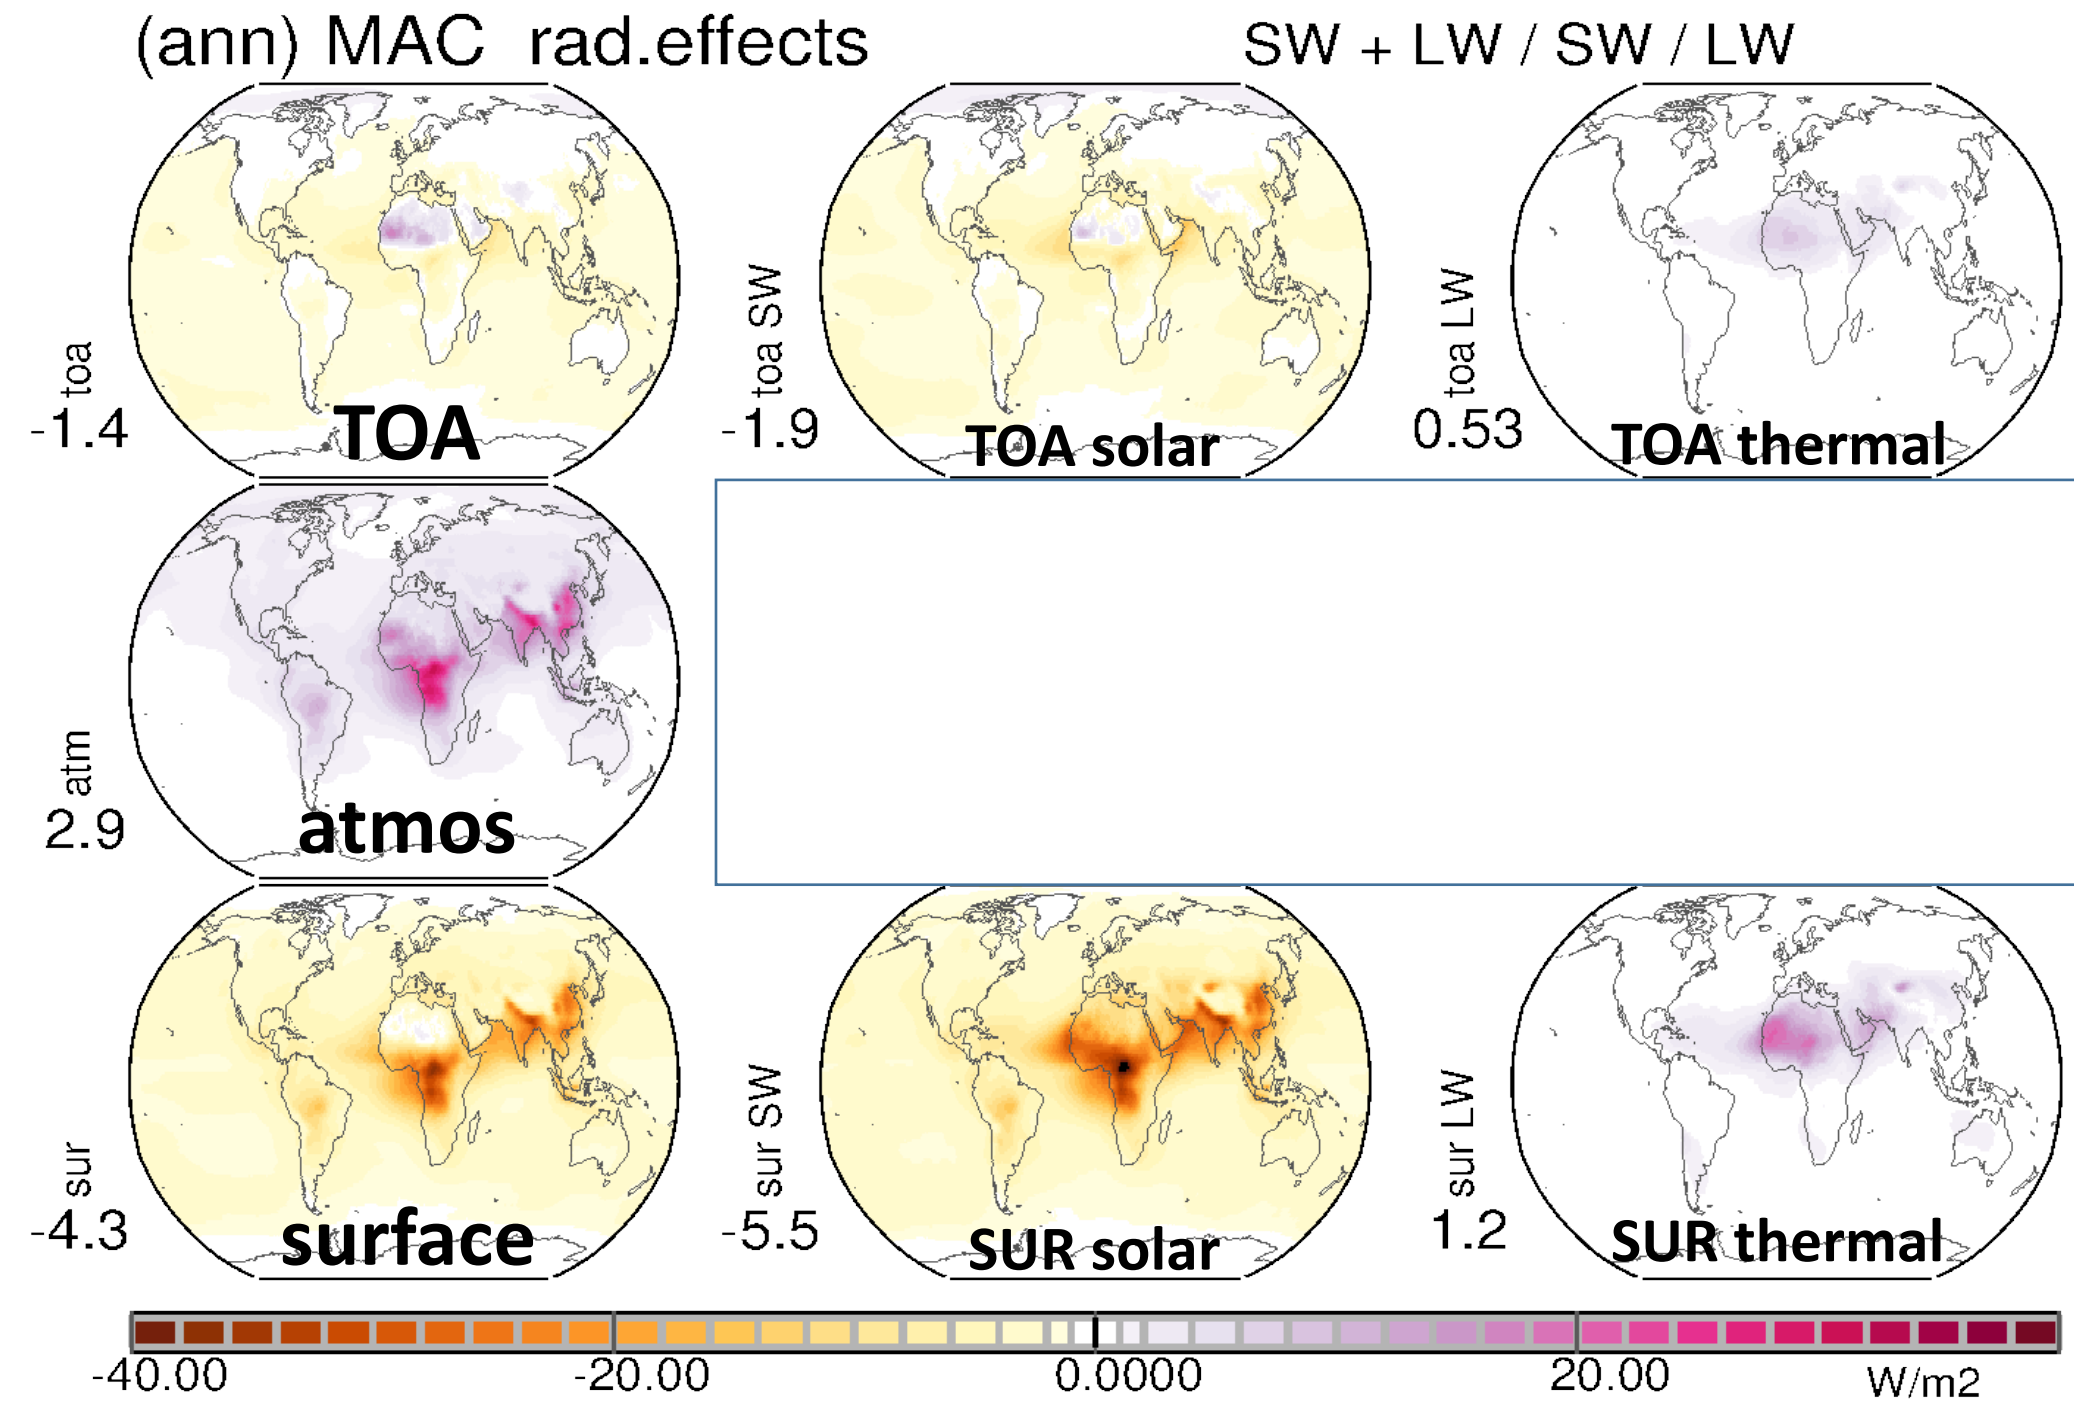 (ann) MAC rad.effects
SW + LW / SW / LW
toa
-1.4
TOA
toa SW
-1.9
TOA solar
toa LW
0.53
TOA thermal
atm
2.9
atmos
sur
-4.3
surface
sur SW
-5.5
SUR solar
sur LW
1.2
SUR thermal
-40.00 -20.00 0.0000 20.00 W/m2